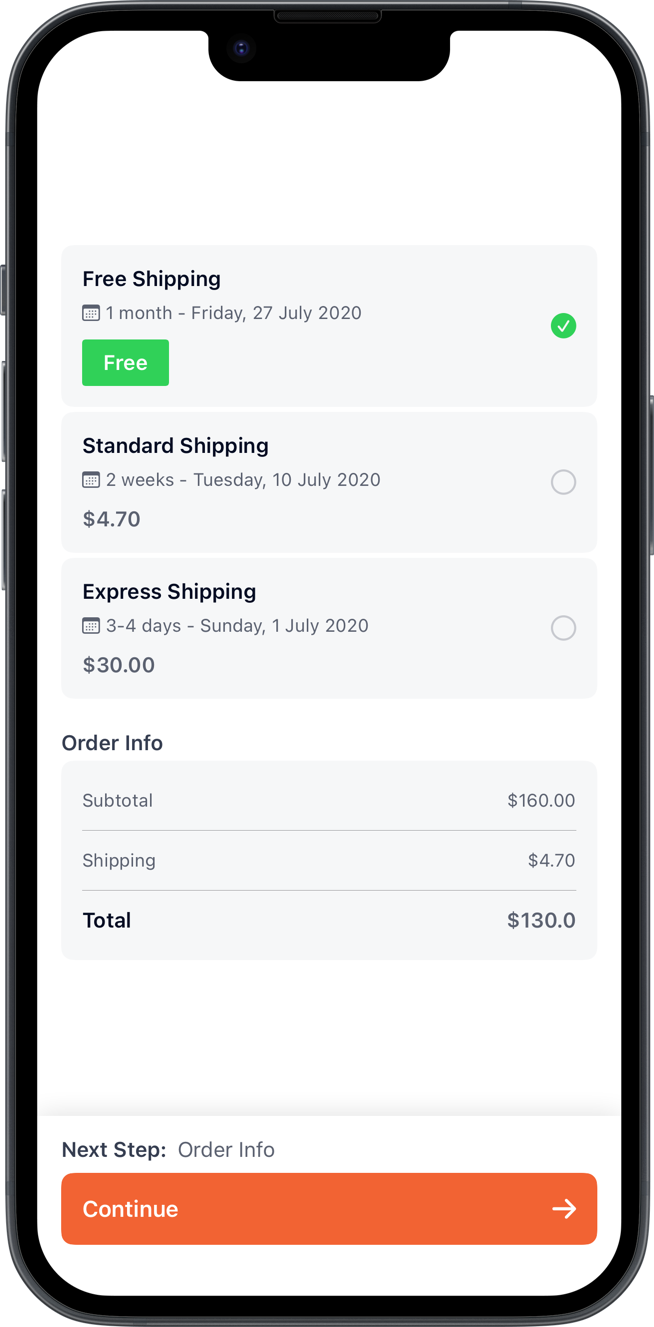 Free Shipping
1 month - Friday, 27 July 2020
Free
Standard Shipping
2 weeks - Tuesday, 10 July 2020
$4.70
Express Shipping
3-4 days - Sunday, 1 July 2020
$30.00
Order Info
Subtotal $160.00
Shipping $4.70
Total $130.0
Next Step: Order Info
Continue